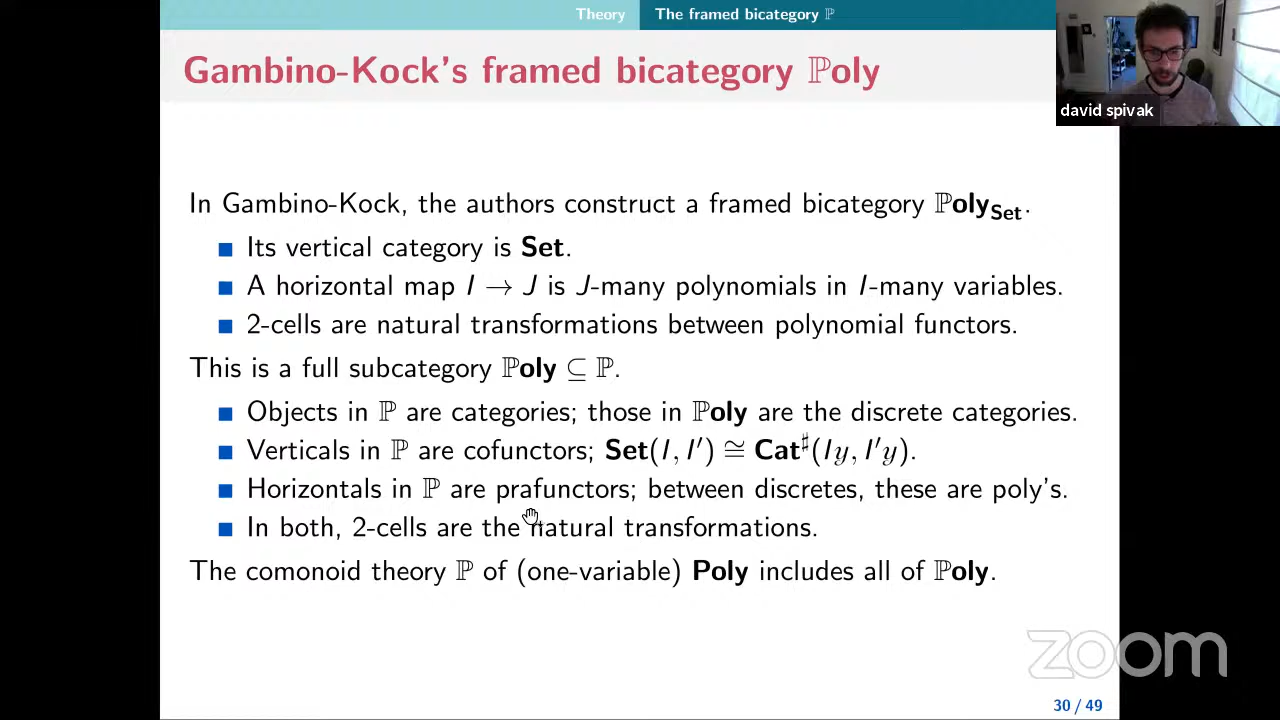 Theory
The framed bicategory ℙ
Gambino-Kock's framed bicategory ℙoly
david spivak
In Gambino-Kock, the authors construct a framed bicategory ℙoly_Set.
■ Its vertical category is Set.
■ A horizontal map I → J is J-many polynomials in I-many variables.
■ 2-cells are natural transformations between polynomial functors.
This is a full subcategory ℙoly ⊆ ℙ.
■ Objects in ℙ are categories; those in ℙoly are the discrete categories.
■ Verticals in ℙ are cofunctors; Set(I, I′) ≅ Cat♯(Iy, I′y).
■ Horizontals in ℙ are prafunctors; between discretes, these are poly's.
■ In both, 2-cells are the natural transformations.
The comonoid theory ℙ of (one-variable) Poly includes all of ℙoly.
zoom
30 / 49